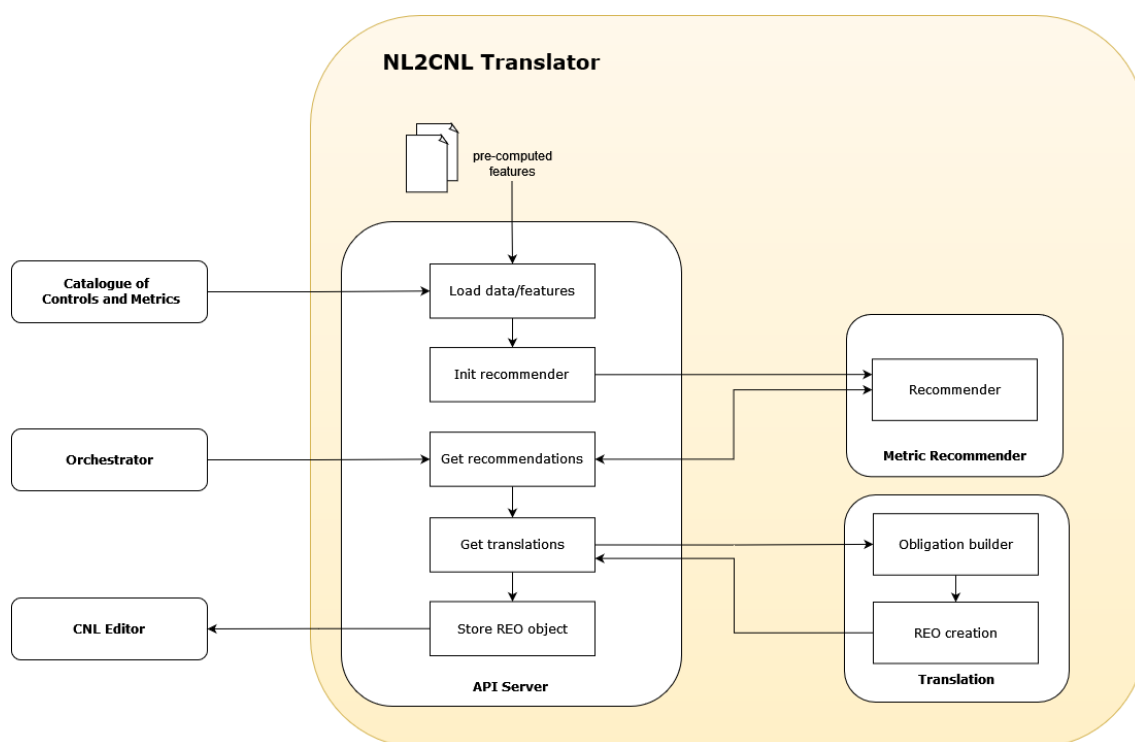 NL2CNL Translator
pre-computed
features
Catalogue of
Controls and Metrics
Load data/features
Init recommender
Recommender
Metric Recommender
Orchestrator
Get recommendations
Get translations
Obligation builder
CNL Editor
Store REO object
REO creation
API Server
Translation